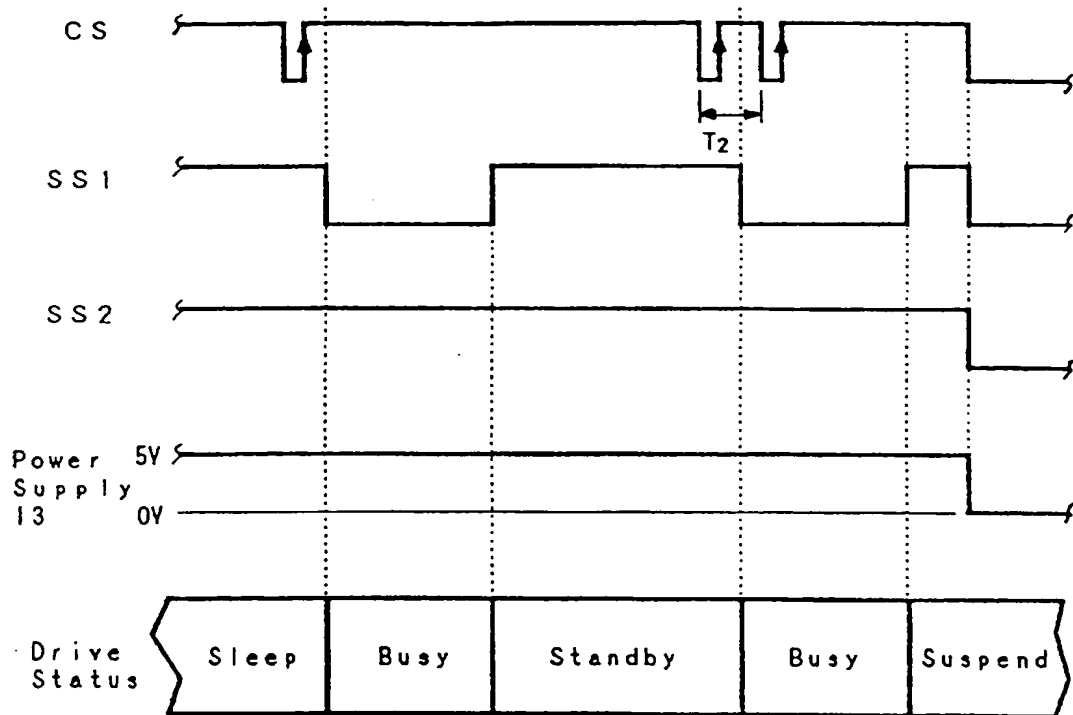 CS
T2
SS1
SS2
Power 5V
Supply
13 0V
Drive Status
Sleep Busy Standby Busy Suspend